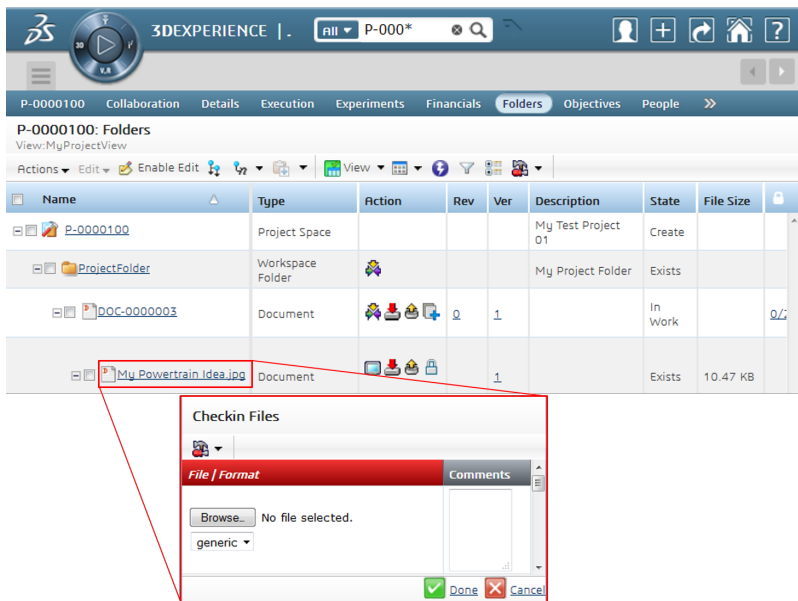 3DEXPERIENCE | .
All P-000*
3D
V.R
P-0000100 Collaboration Details Execution Experiments Financials Folders Objectives People »
P-0000100: Folders
View:MyProjectView
Actions Edit Enable Edit View
Name Type Action Rev Ver Description State File Size
P-0000100 Project Space My Test Project 01 Create
ProjectFolder Workspace Folder My Project Folder Exists
DOC-0000003 Document 0 1 In Work 0/
My Powertrain Idea.jpg Document 1 Exists 10.47 KB
Checkin Files
File / Format Comments
Browse... No file selected.
generic
Done Cancel